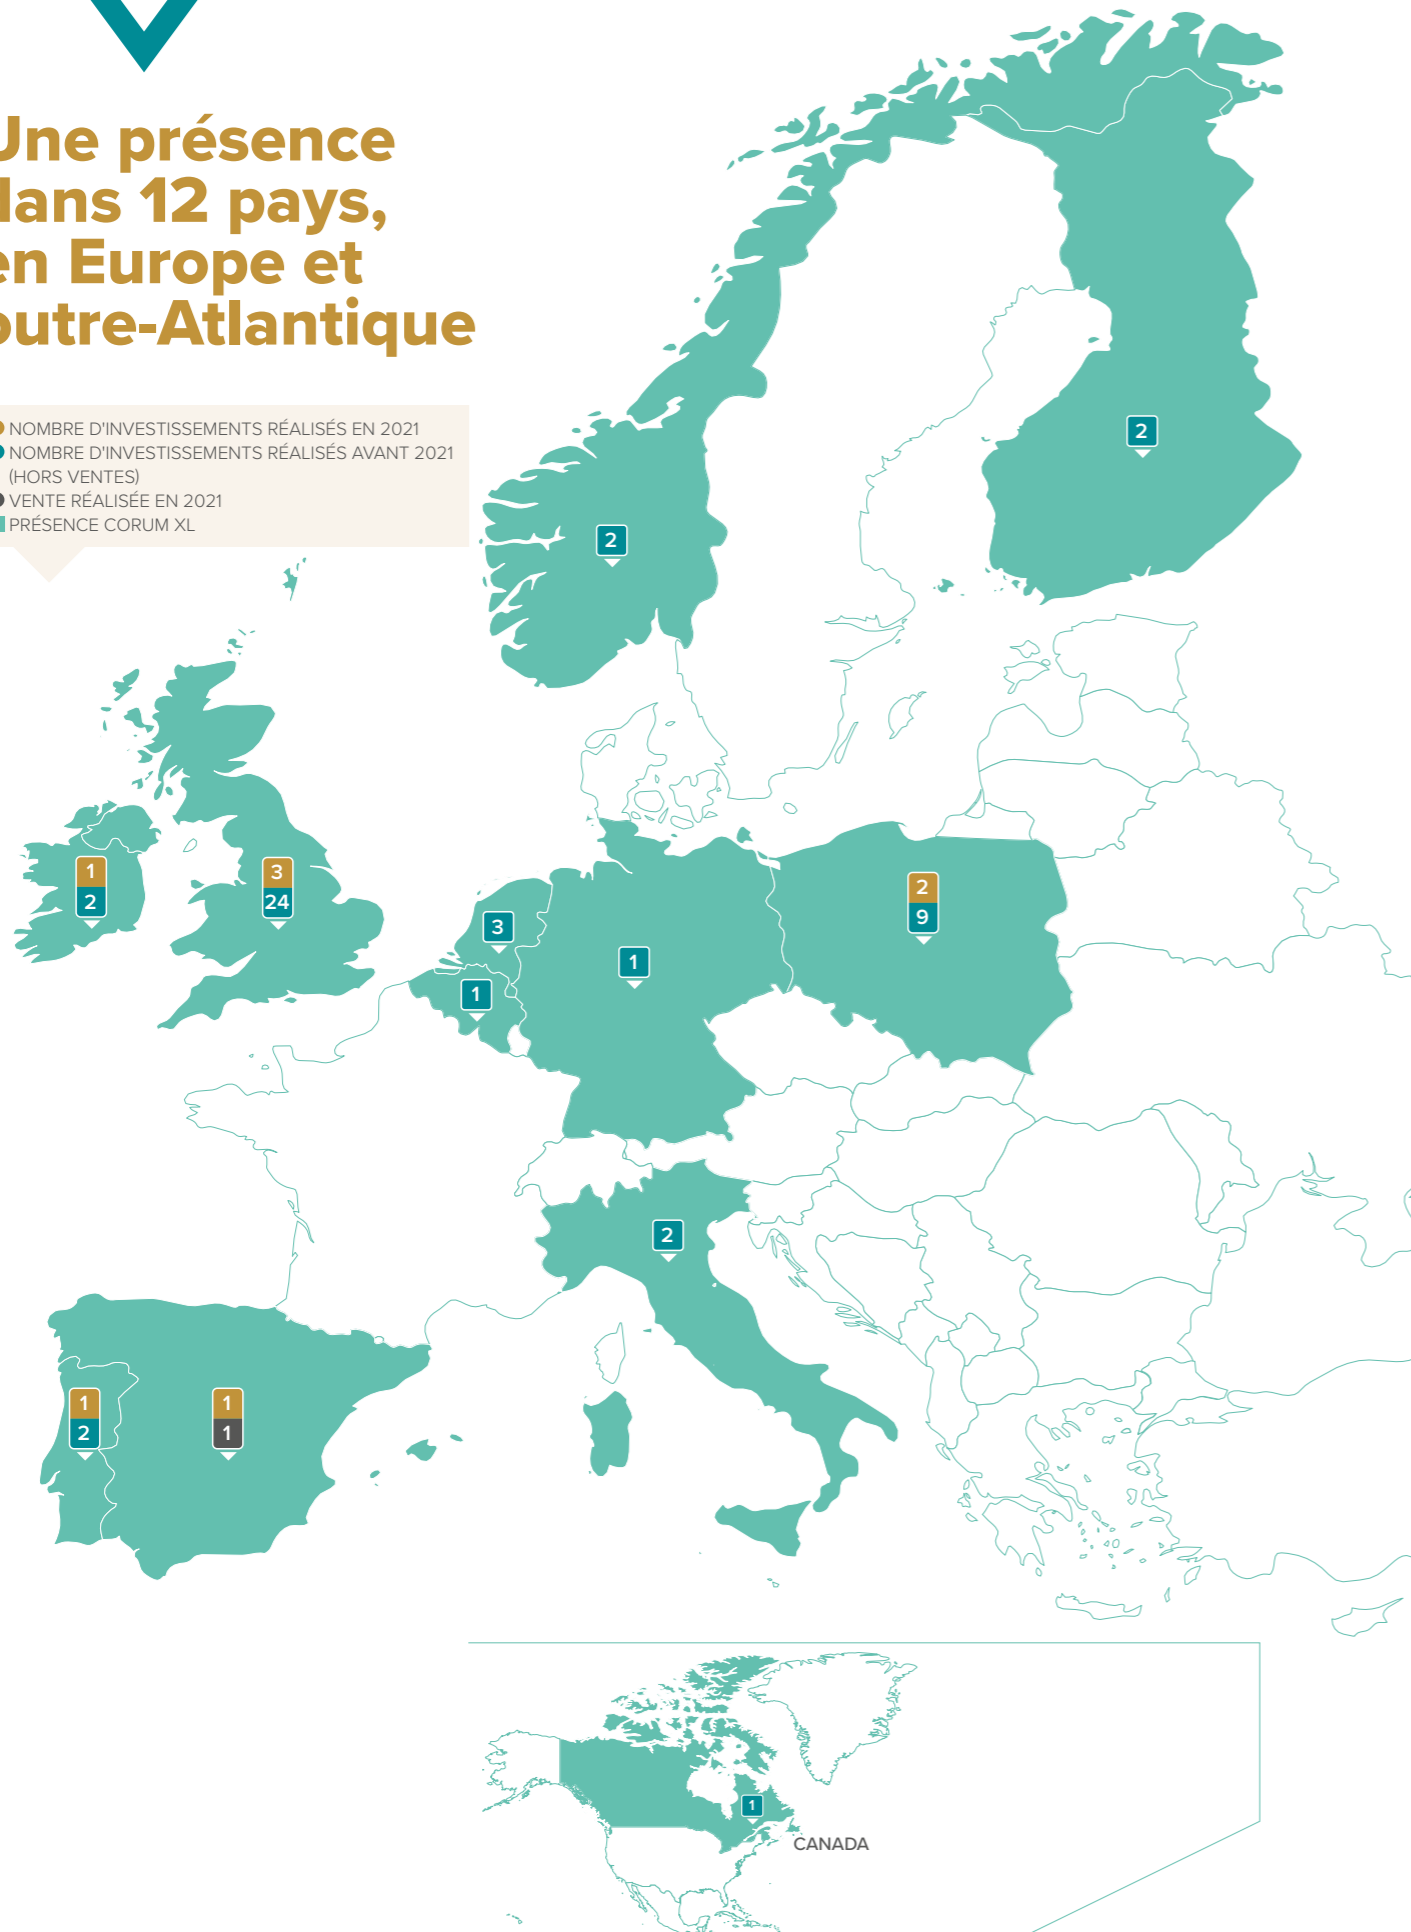 Une présence
dans 12 pays,
en Europe et
outre-Atlantique
NOMBRE D'INVESTISSEMENTS RÉALISÉS EN 2021
NOMBRE D'INVESTISSEMENTS RÉALISÉS AVANT 2021
(HORS VENTES)
VENTE RÉALISÉE EN 2021
PRÉSENCE CORUM XL
2
2
1
2
3
24
3
1
1
2
9
2
1
2
1
1
1
CANADA